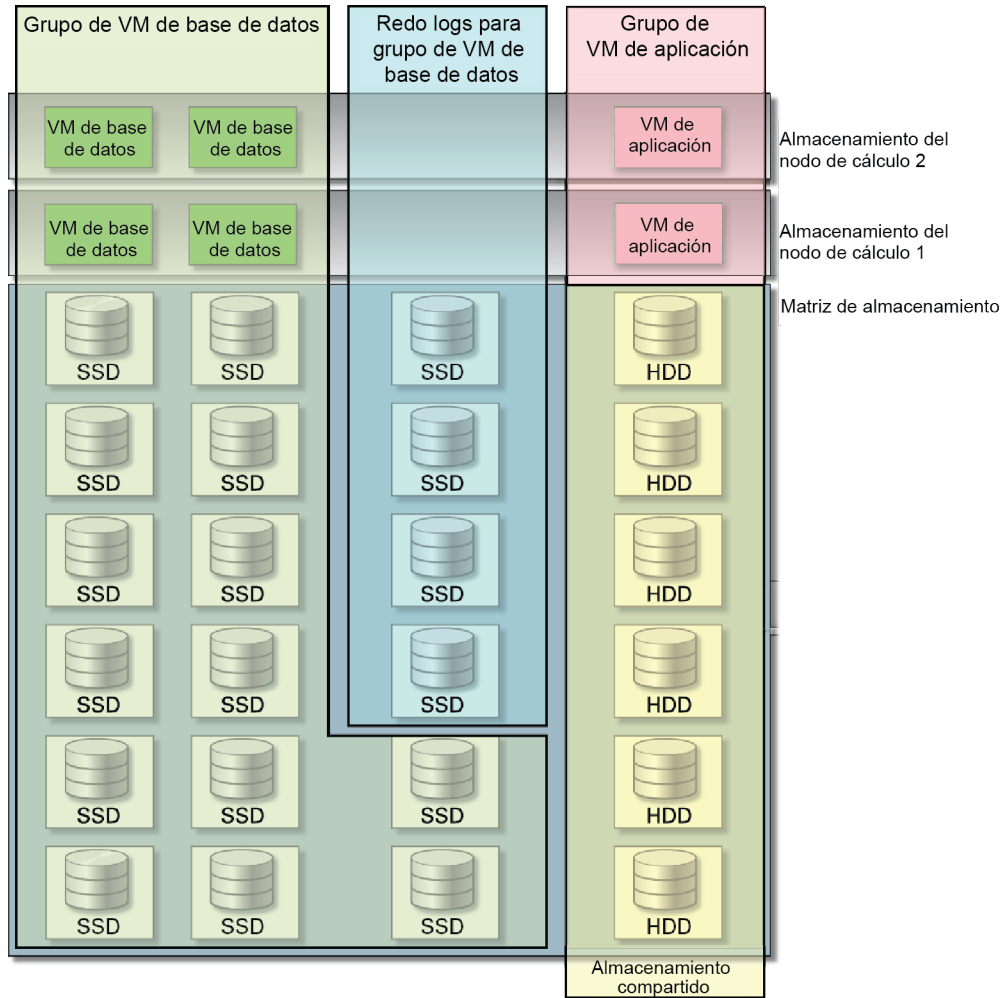 Grupo de VM de base de datos
Redo logs para
grupo de VM de
base de datos
Grupo de
VM de aplicación
VM de base
de datos
VM de base
de datos
VM de
aplicación
Almacenamiento del
nodo de cálculo 2
VM de base
de datos
VM de base
de datos
VM de
aplicación
Almacenamiento del
nodo de cálculo 1
Matriz de almacenamiento
SSD
SSD
SSD
HDD
SSD
SSD
SSD
HDD
SSD
SSD
SSD
HDD
SSD
SSD
SSD
HDD
SSD
SSD
SSD
HDD
SSD
SSD
SSD
HDD
Almacenamiento
compartido